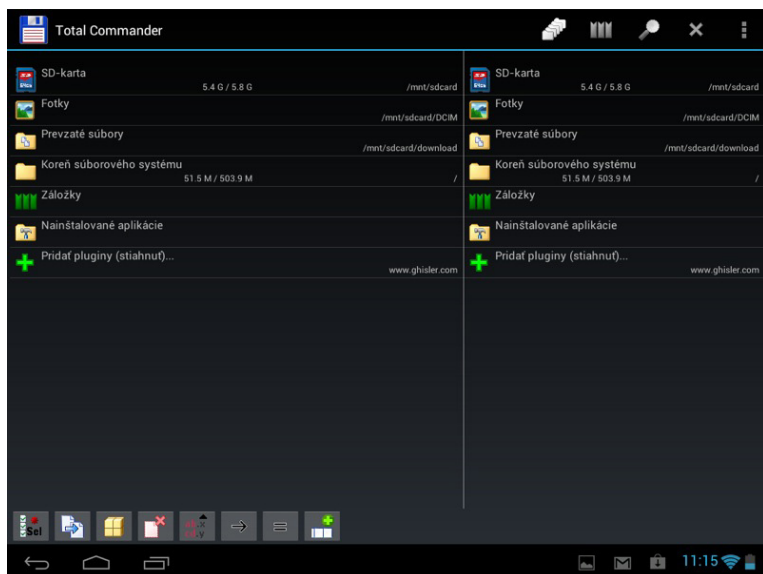 Total Commander
SD-karta
5.4 G / 5.8 G /mnt/sdcard
Fotky
/mnt/sdcard/DCIM
Prevzaté súbory
/mnt/sdcard/download
Koreň súborového systému
51.5 M / 503.9 M /
Záložky
Nainštalované aplikácie
Pridať pluginy (stiahnuť)...
www.ghisler.com
SD-karta
5.4 G / 5.8 G /mnt/sdcard
Fotky
/mnt/sdcard/DCIM
Prevzaté súbory
/mnt/sdcard/download
Koreň súborového systému
51.5 M / 503.9 M /
Záložky
Nainštalované aplikácie
Pridať pluginy (stiahnuť)...
www.ghisler.com
Sel
11:15